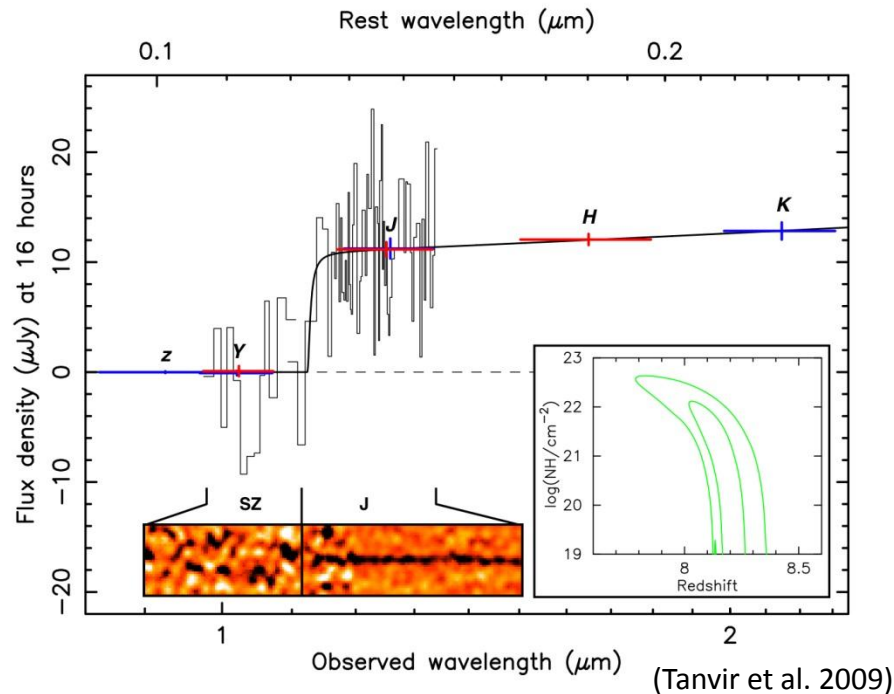 Rest wavelength (μm)
0.1 0.2
Flux density (μJy) at 16 hours
20
10
0
−10
−20
z Y J H K
SZ J
log(NH/cm⁻²)
23
22
21
20
19
8 8.5
Redshift
1 2
Observed wavelength (μm)
(Tanvir et al. 2009)